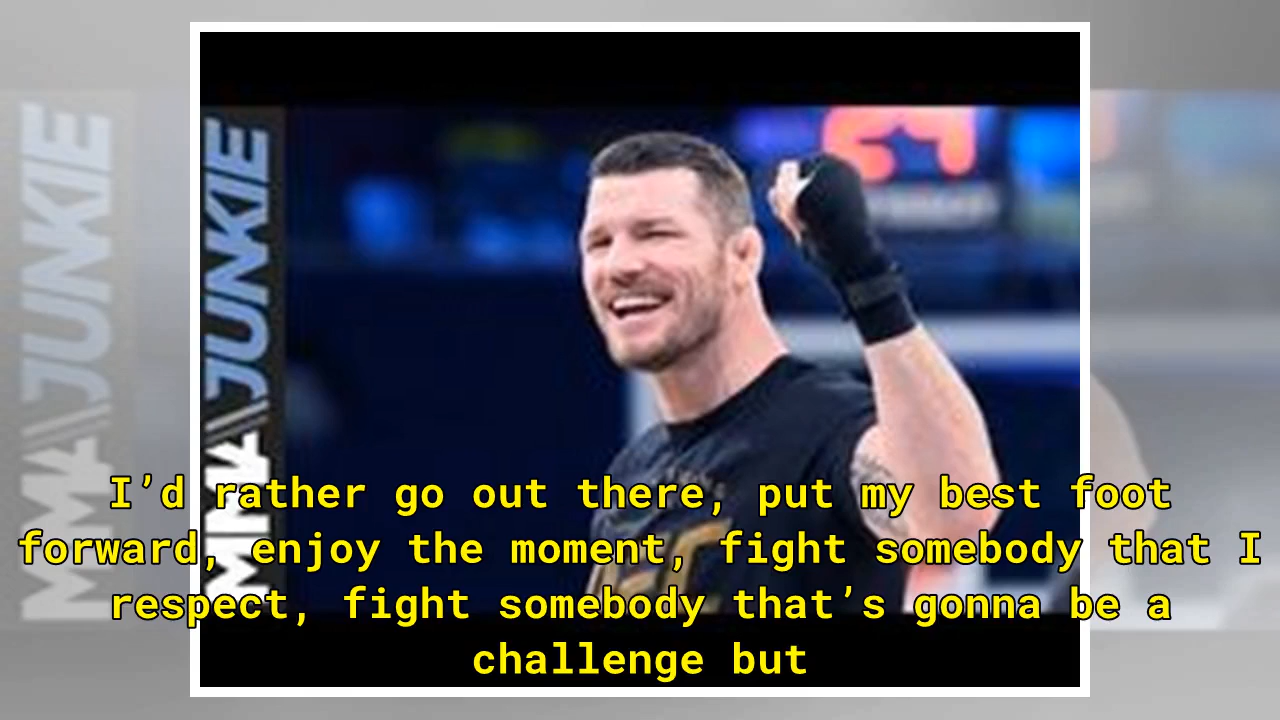 MMAJUNKIE
MMAJUNKIE
I’d rather go out there, put my best foot
forward, enjoy the moment, fight somebody that I
respect, fight somebody that’s gonna be a
challenge but